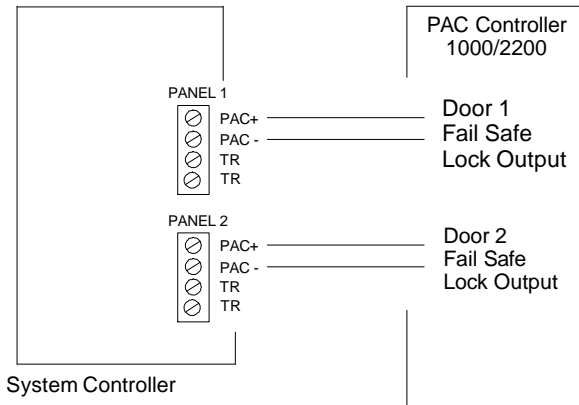 PAC Controller
1000/2200
PANEL 1
PAC+
PAC -
TR
TR
Door 1
Fail Safe
Lock Output
PANEL 2
PAC+
PAC -
TR
TR
Door 2
Fail Safe
Lock Output
System Controller